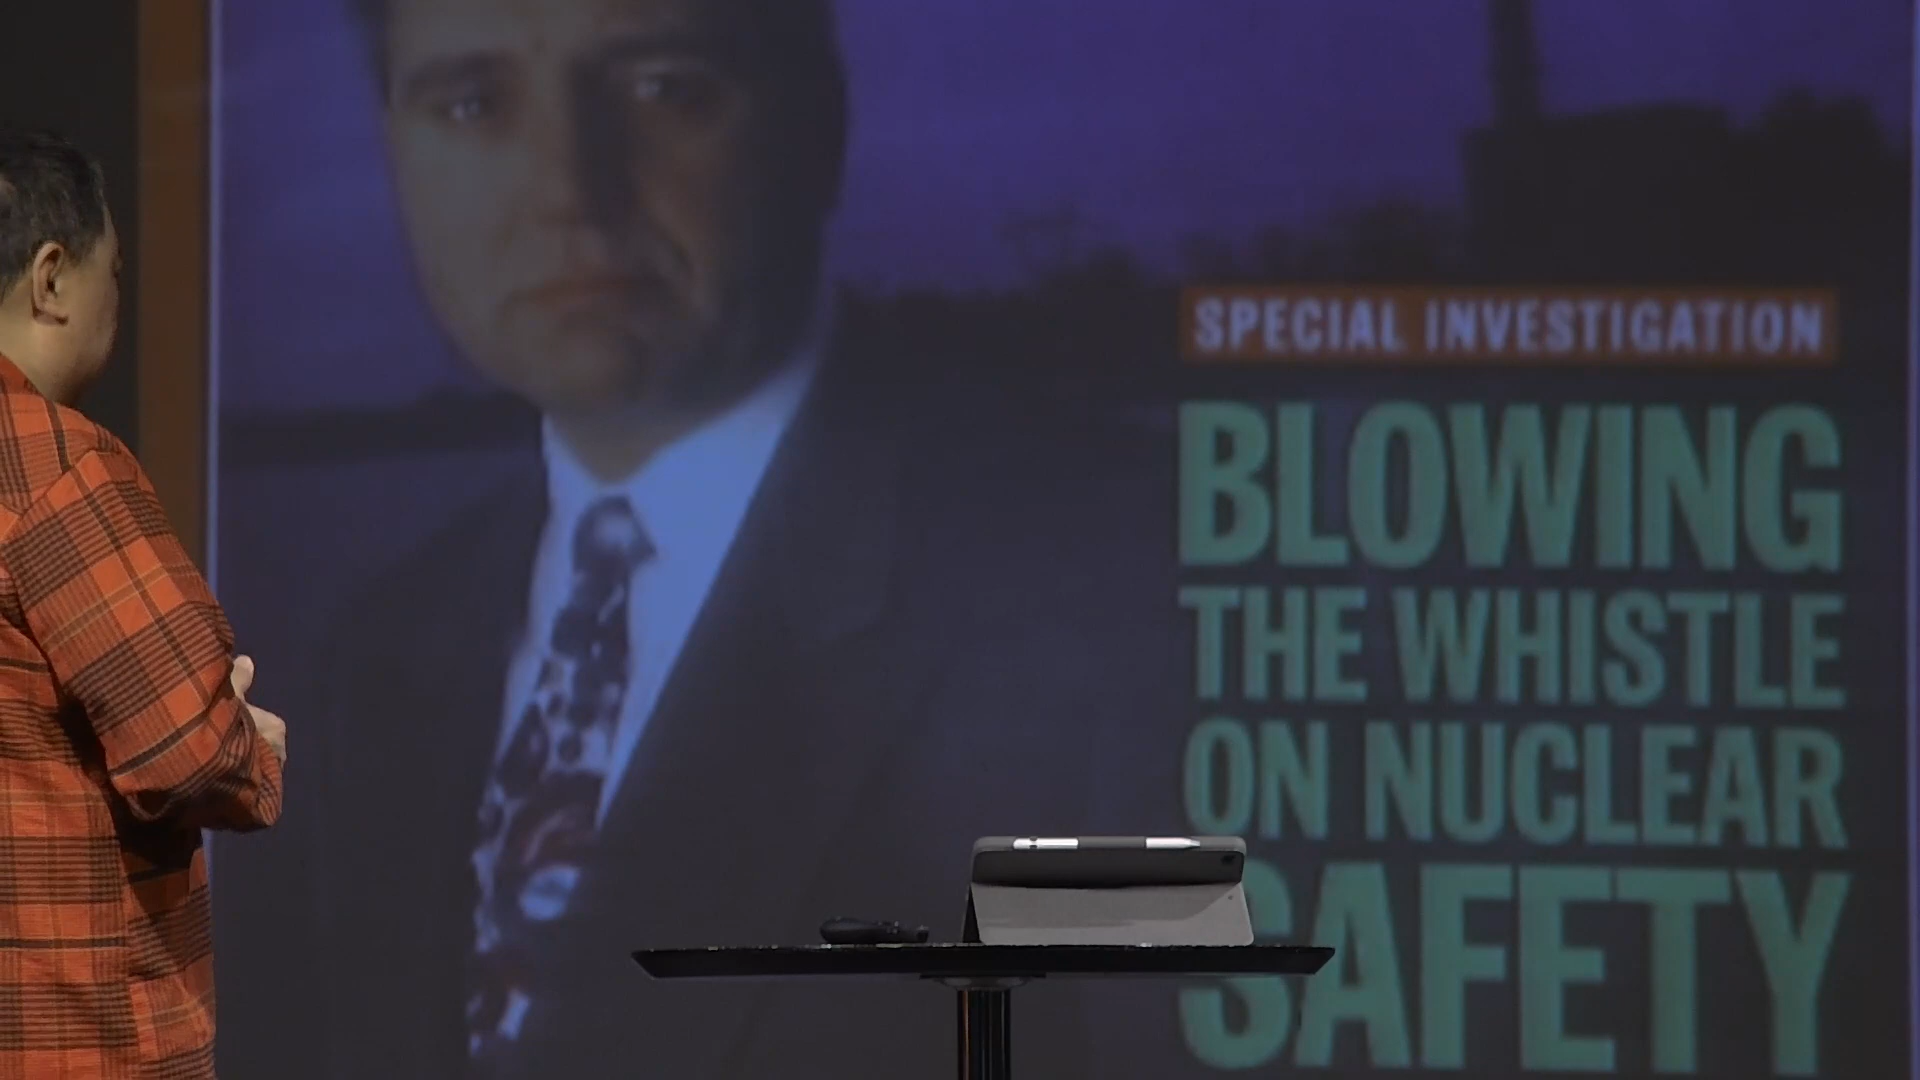 SPECIAL INVESTIGATION
BLOWING
THE WHISTLE
ON NUCLEAR
SAFETY